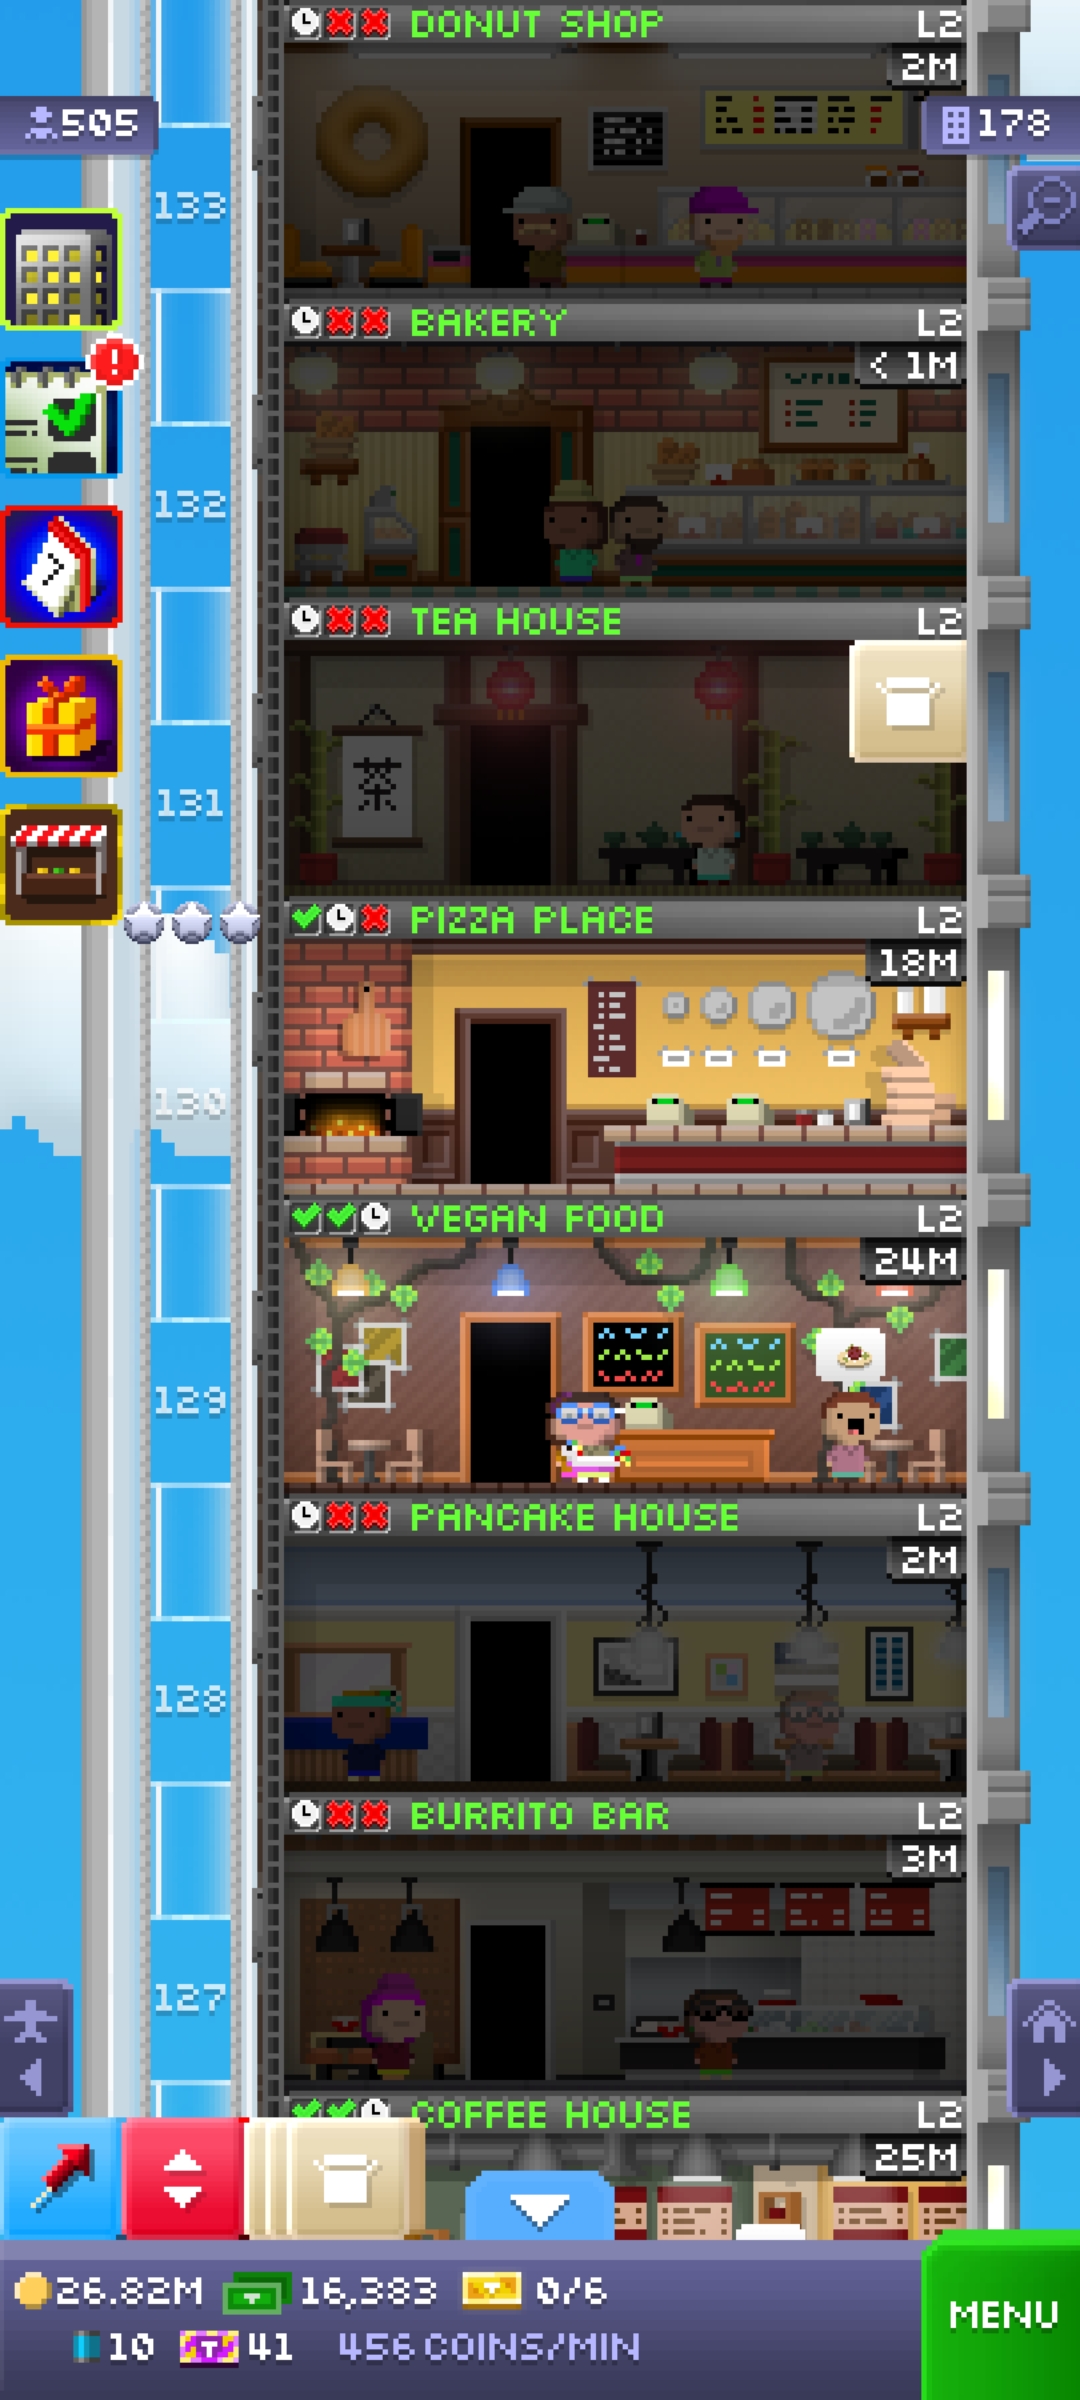 DONUT SHOP L2
2M
505
178
133
BAKERY L2
< 1M
132
TEA HOUSE L2
茶
131
PIZZA PLACE L2
18M
130
VEGAN FOOD L2
24M
129
PANCAKE HOUSE L2
2M
128
BURRITO BAR L2
3M
127
COFFEE HOUSE L2
25M
26.82M 16,383 0/6
10 41 456 COINS/MIN
MENU